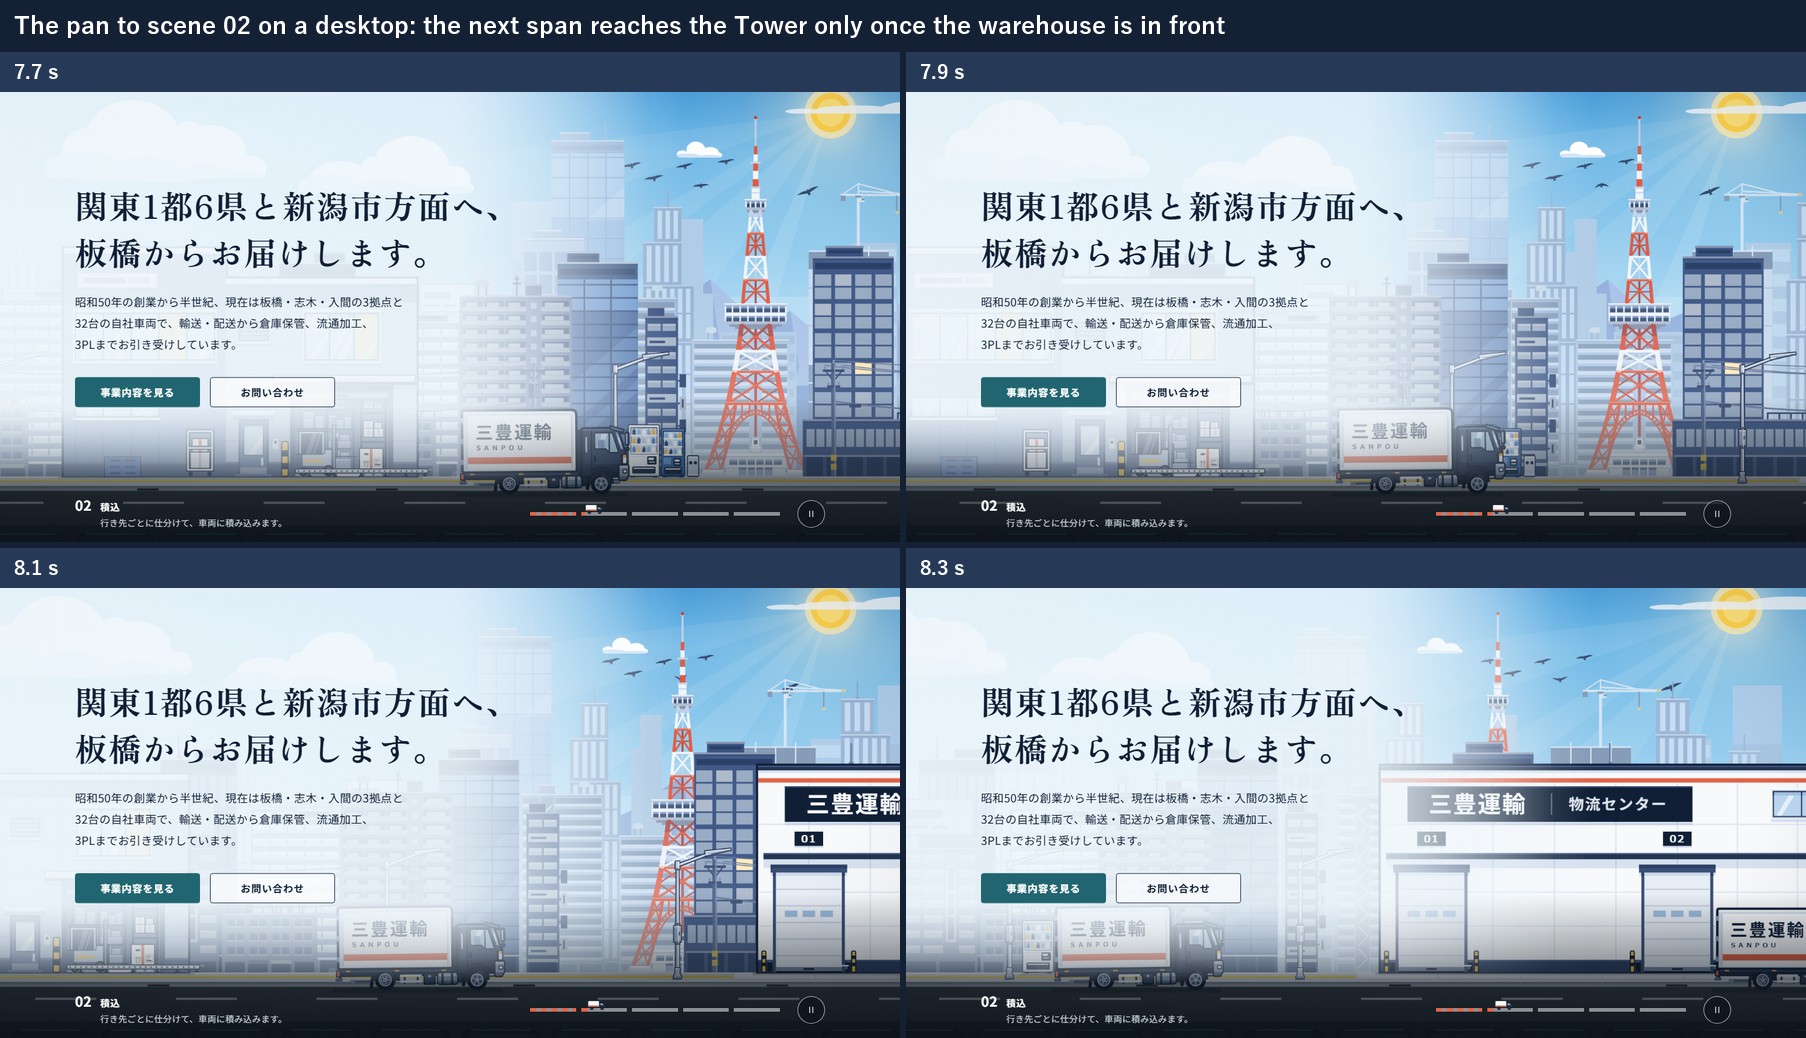 The pan to scene 02 on a desktop: the next span reaches the Tower only once the warehouse is in front
7.7 s
関東1都6県と新潟市方面へ、
板橋からお届けします。
昭和50年の創業から半世紀、現在は板橋・志木・入間の3拠点と
32台の自社車両で、輸送・配送から倉庫保管、流通加工、
3PLまでお引き受けしています。
事業内容を見る
お問い合わせ
三豊運輸
SANPOU
02 積込
行き先ごとに仕分けて、車両に積み込みます。
7.9 s
関東1都6県と新潟市方面へ、
板橋からお届けします。
昭和50年の創業から半世紀、現在は板橋・志木・入間の3拠点と
32台の自社車両で、輸送・配送から倉庫保管、流通加工、
3PLまでお引き受けしています。
事業内容を見る
お問い合わせ
三豊運輸
SANPOU
02 積込
行き先ごとに仕分けて、車両に積み込みます。
8.1 s
関東1都6県と新潟市方面へ、
板橋からお届けします。
三豊運輸
01
昭和50年の創業から半世紀、現在は板橋・志木・入間の3拠点と
32台の自社車両で、輸送・配送から倉庫保管、流通加工、
3PLまでお引き受けしています。
事業内容を見る
お問い合わせ
三豊運輸
SANPOU
02 積込
行き先ごとに仕分けて、車両に積み込みます。
8.3 s
関東1都6県と新潟市方面へ、
板橋からお届けします。
三豊運輸 物流センター
01
02
昭和50年の創業から半世紀、現在は板橋・志木・入間の3拠点と
32台の自社車両で、輸送・配送から倉庫保管、流通加工、
3PLまでお引き受けしています。
事業内容を見る
お問い合わせ
三豊運輸
SANPOU
三豊運輸
SANPOU
02 積込
行き先ごとに仕分けて、車両に積み込みます。